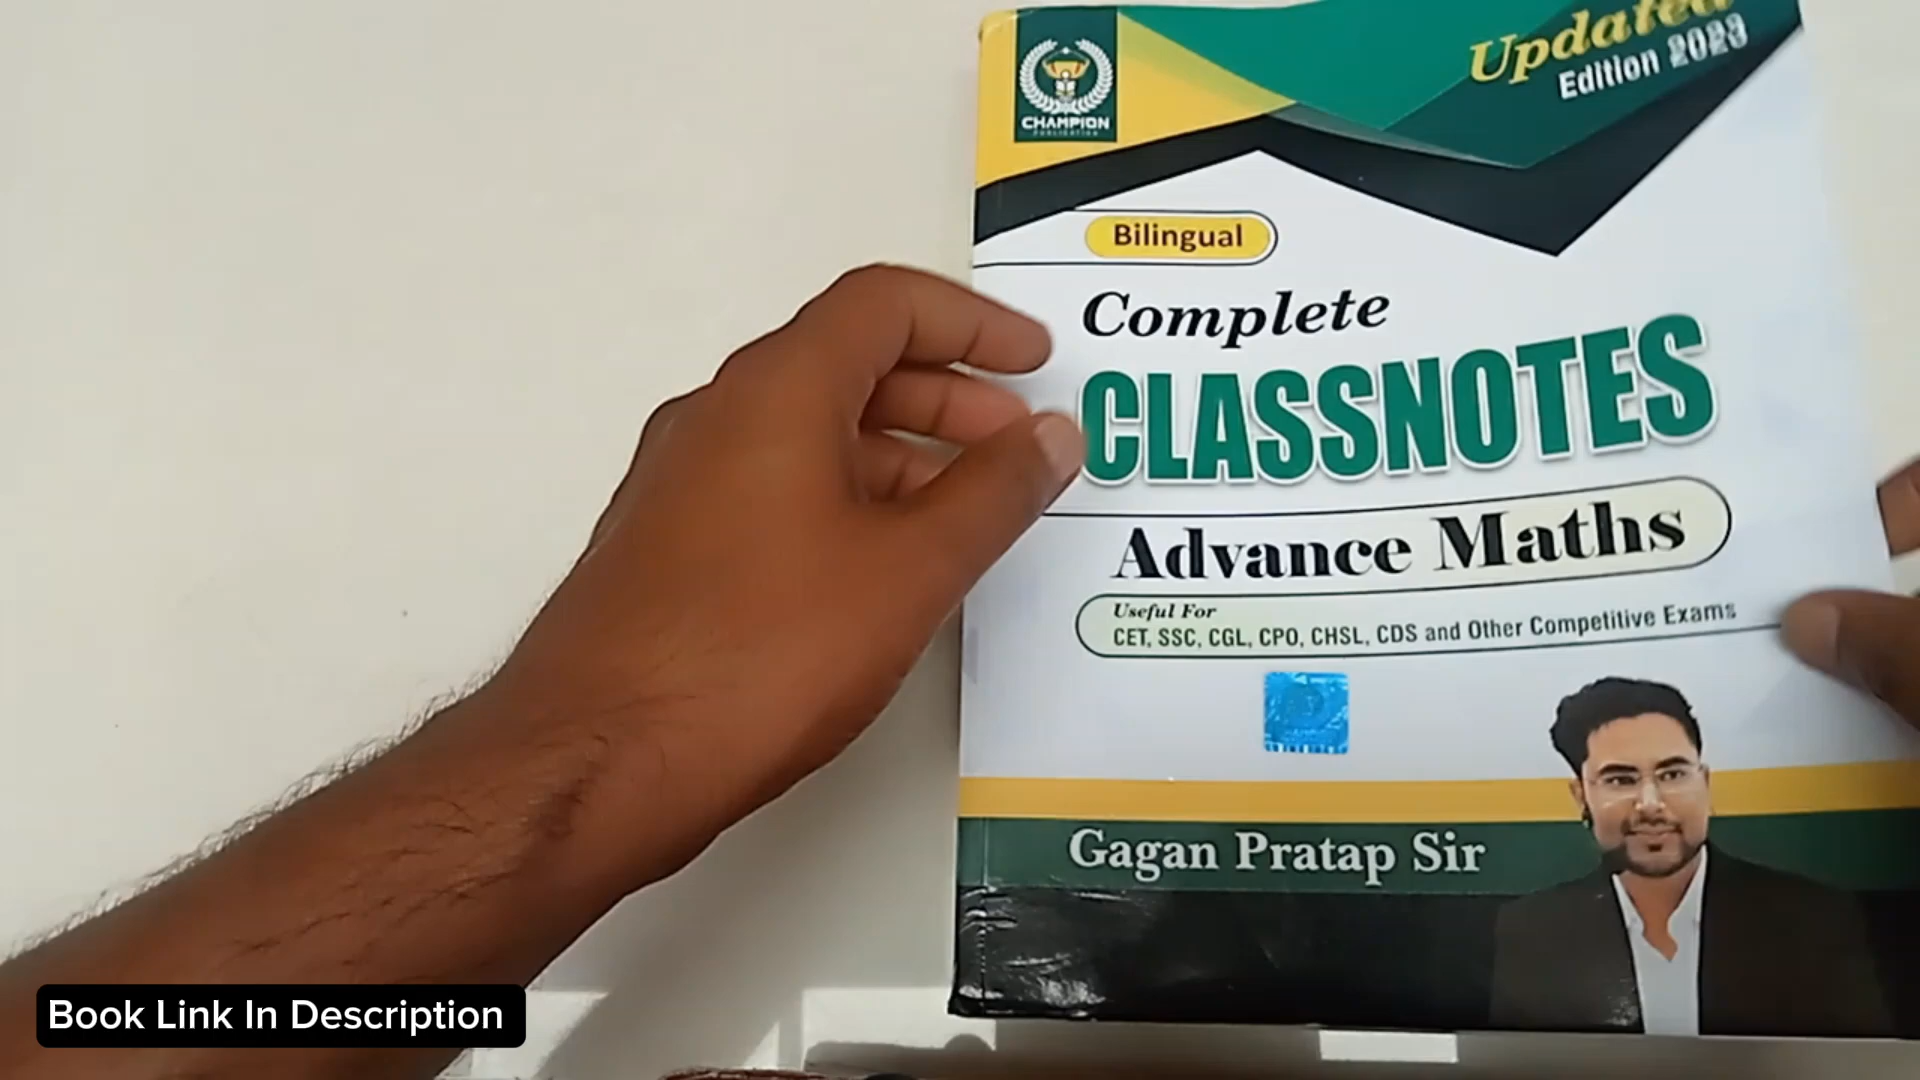 Updated
Edition 2023
CHAMPION
PUBLICATION
Bilingual
Complete
CLASSNOTES
Advance Maths
Useful For
CET, SSC, CGL, CPO, CHSL, CDS and Other Competitive Exams
Gagan Pratap Sir
Book Link In Description